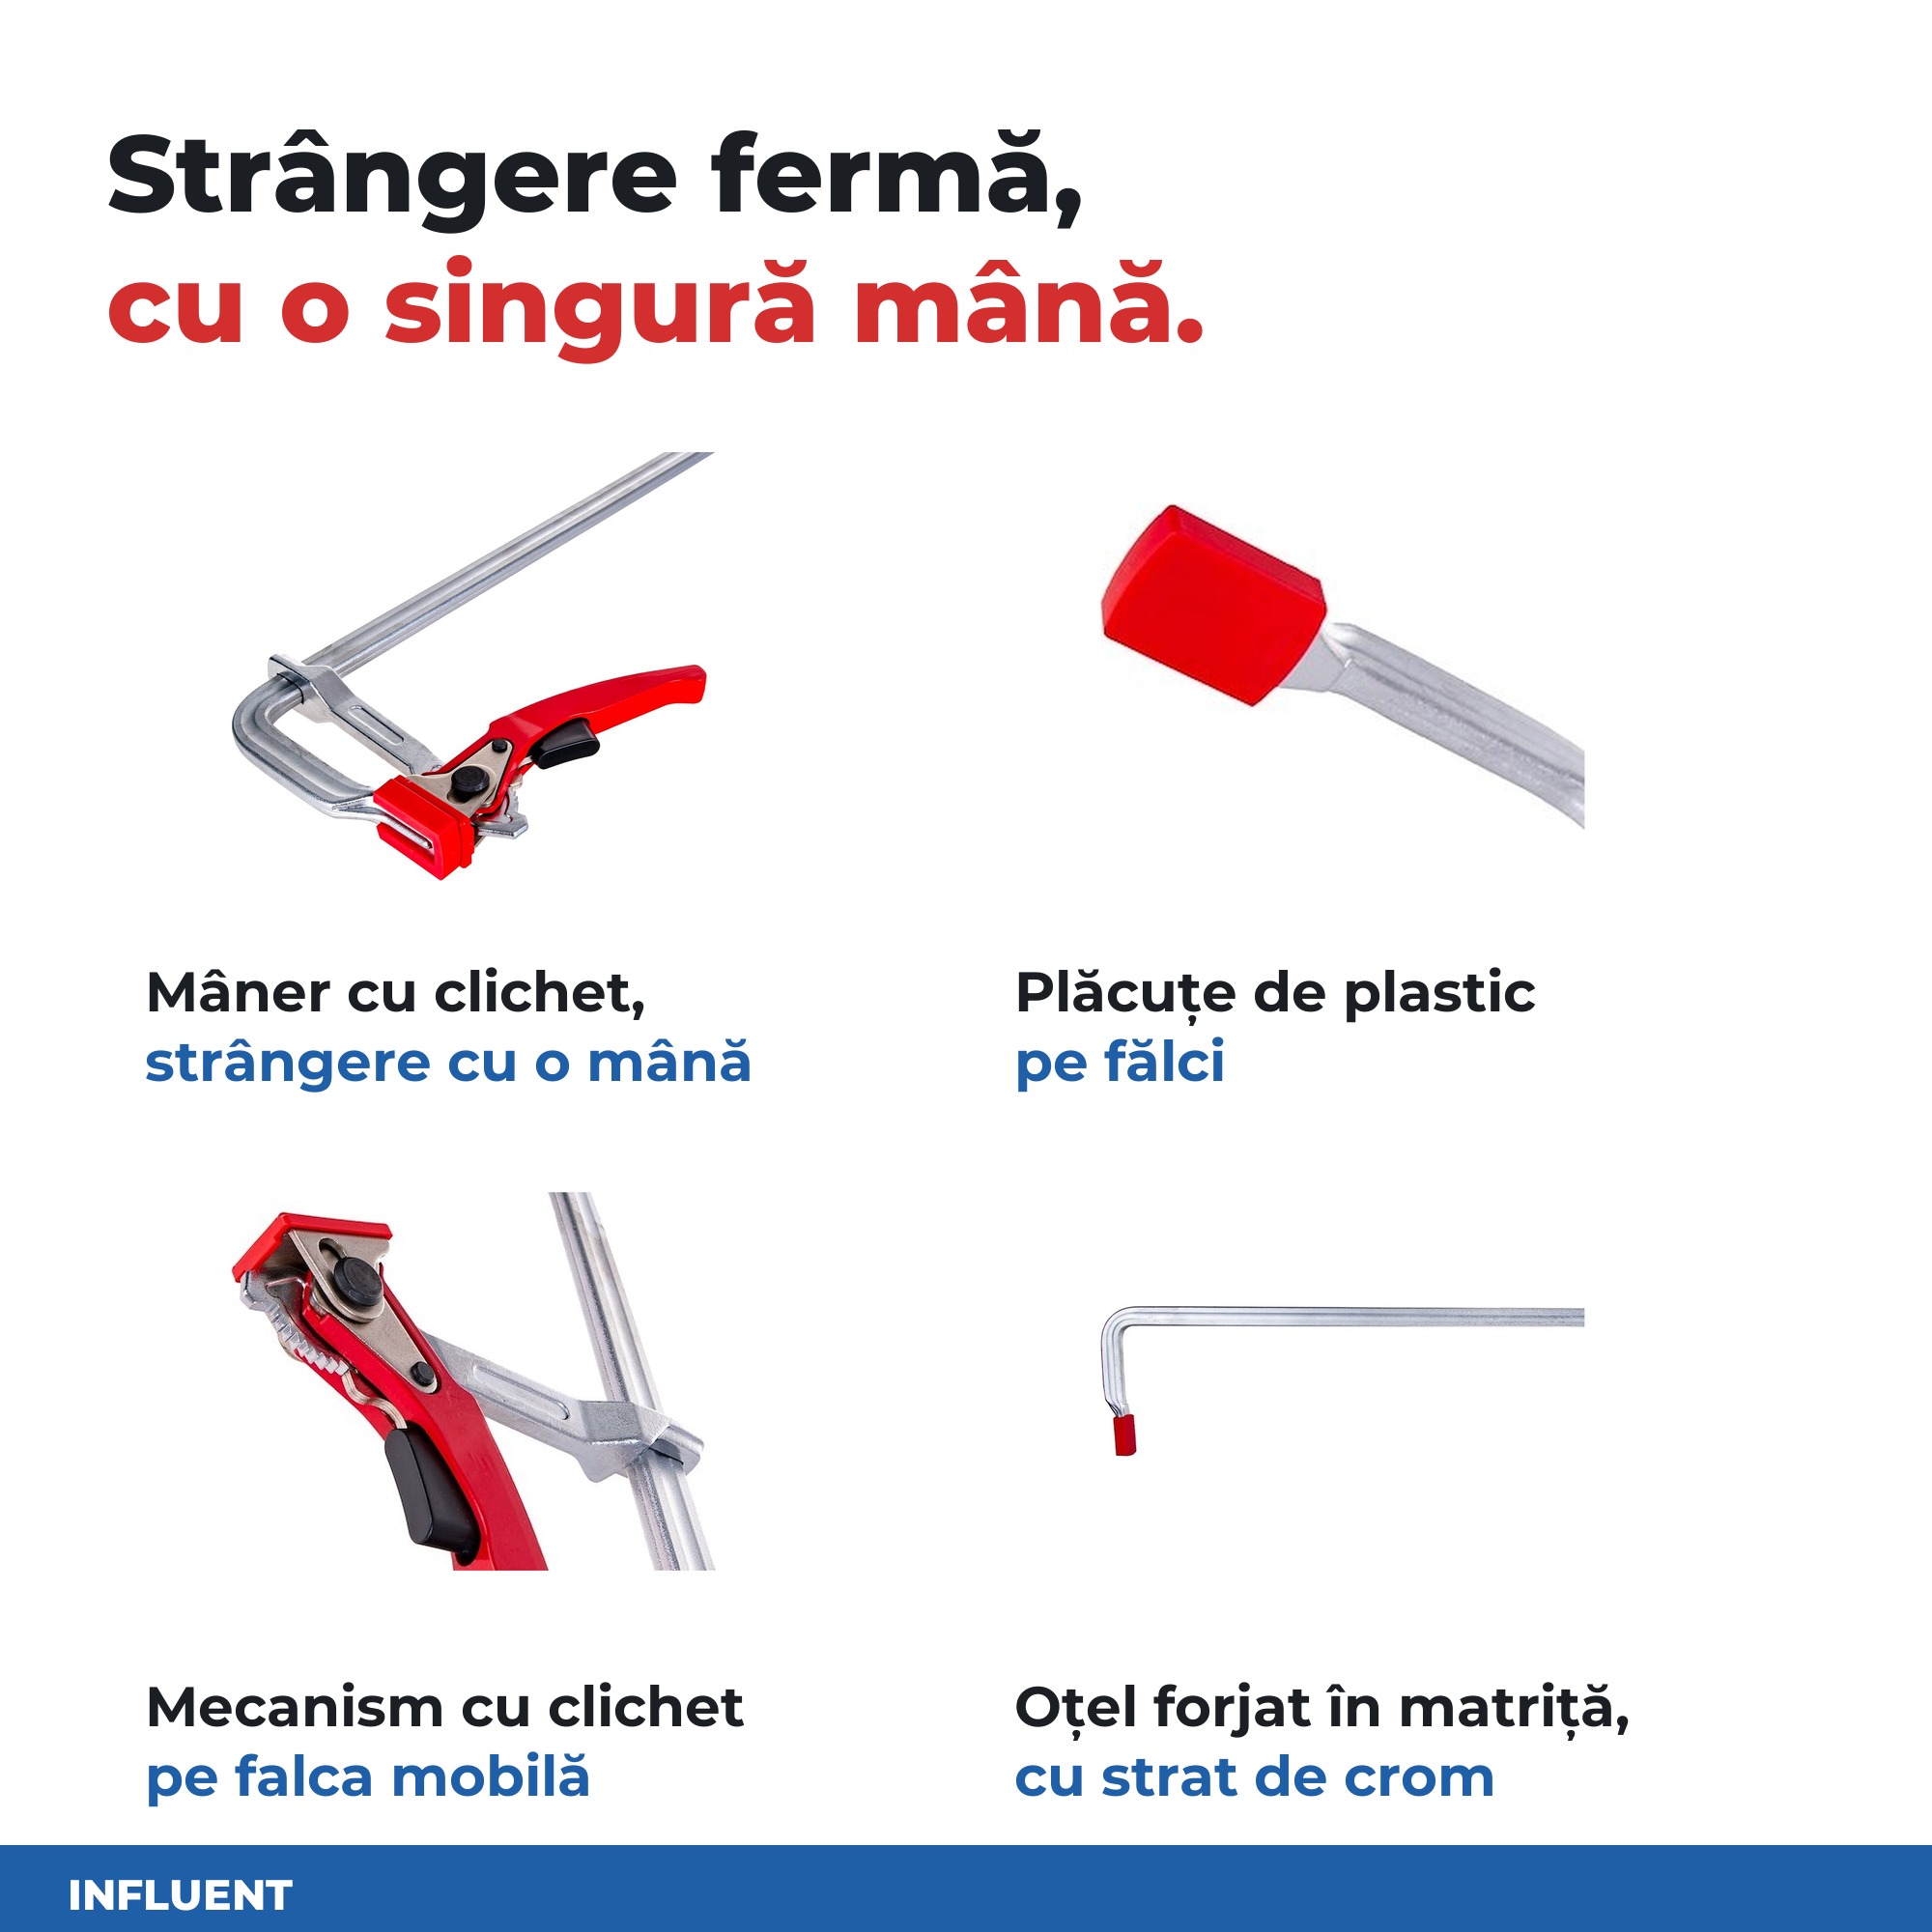 Strângere fermă,
cu o singură mână.
Mâner cu clichet,
strângere cu o mână
Plăcuțe de plastic
pe fălci
Mecanism cu clichet
pe falca mobilă
Oțel forjat în matriță,
cu strat de crom
INFLUENT